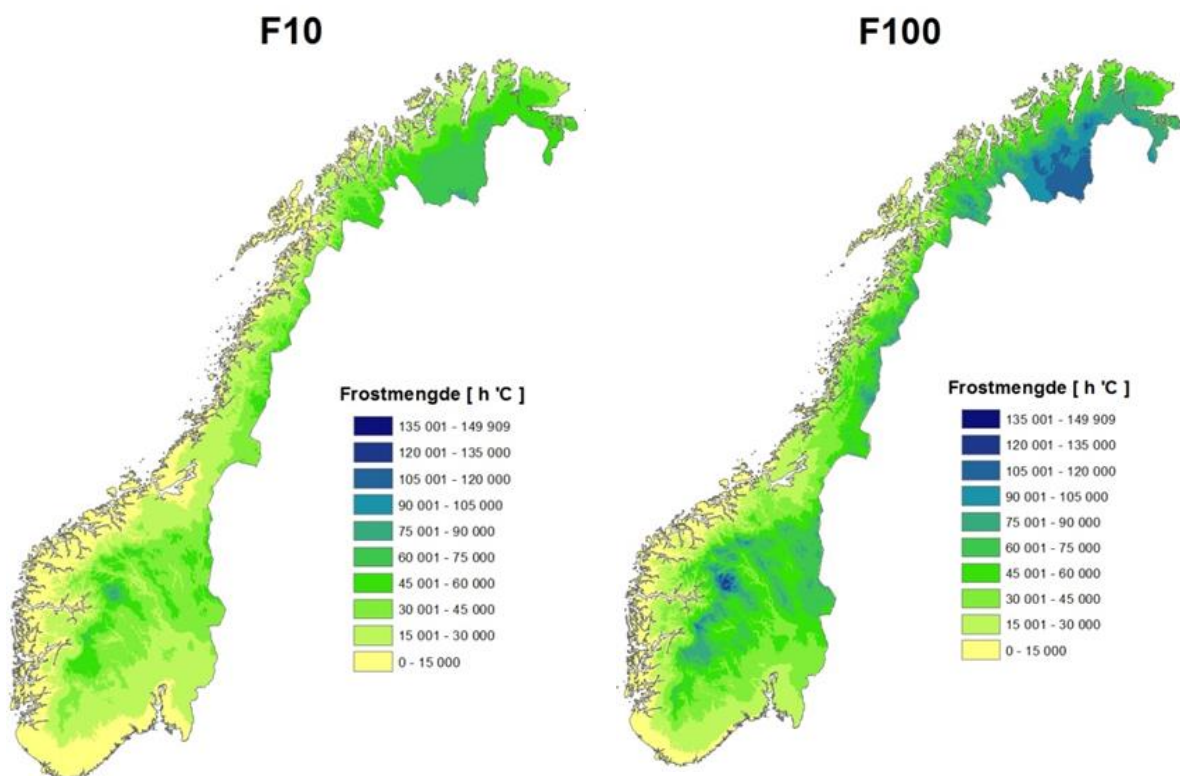 F10
F100
Frostmengde [ h 'C ]
135 001 - 149 909
120 001 - 135 000
105 001 - 120 000
90 001 - 105 000
75 001 - 90 000
60 001 - 75 000
45 001 - 60 000
30 001 - 45 000
15 001 - 30 000
0 - 15 000
Frostmengde [ h 'C ]
135 001 - 149 909
120 001 - 135 000
105 001 - 120 000
90 001 - 105 000
75 001 - 90 000
60 001 - 75 000
45 001 - 60 000
30 001 - 45 000
15 001 - 30 000
0 - 15 000